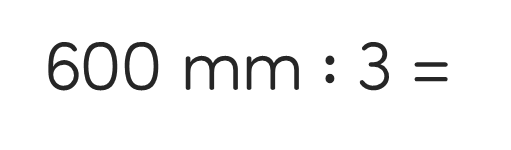 600 mm : 3 =